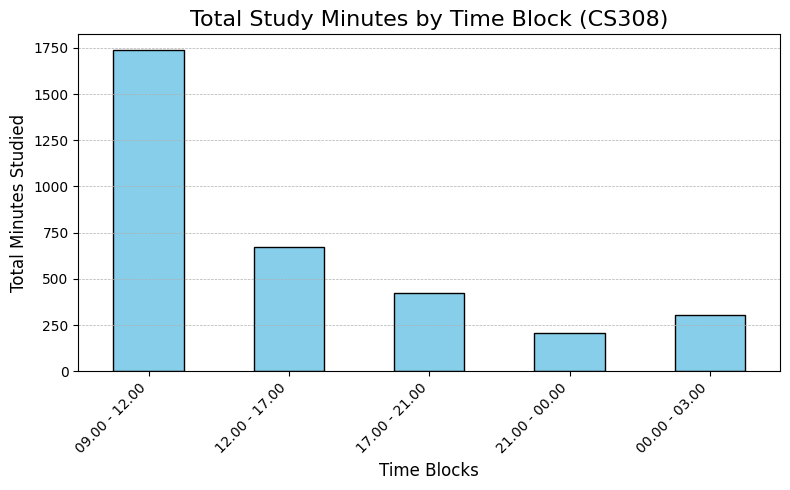 Total Study Minutes by Time Block (CS308)
Total Minutes Studied
1750
1500
1250
1000
750
500
250
0
09.00 - 12.00
12.00 - 17.00
17.00 - 21.00
21.00 - 00.00
00.00 - 03.00
Time Blocks